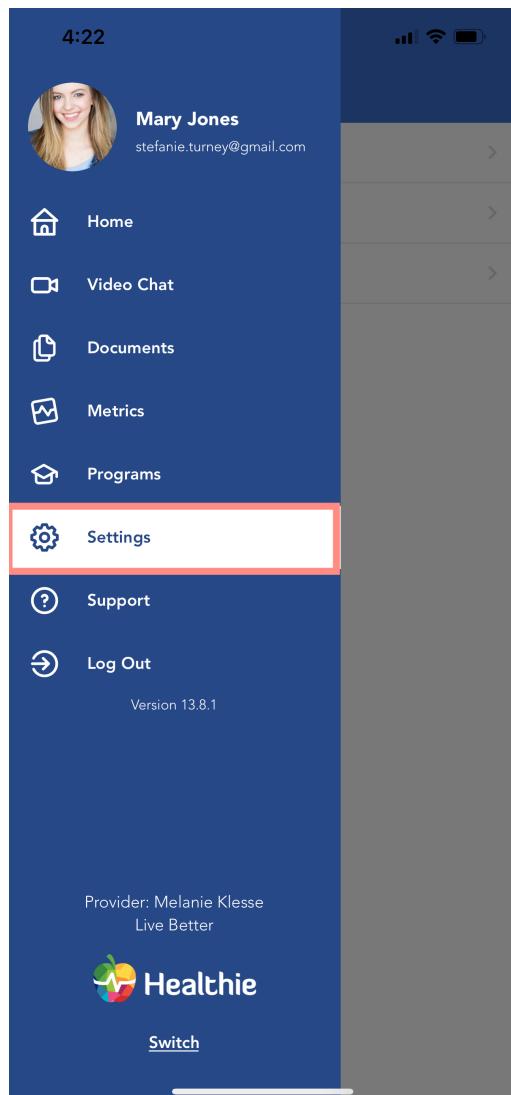 4:22
Mary Jones
stefanie.turney@gmail.com
Home
Video Chat
Documents
Metrics
Programs
Settings
Support
Log Out
Version 13.8.1
Provider: Melanie Klesse
Live Better
Healthie
Switch